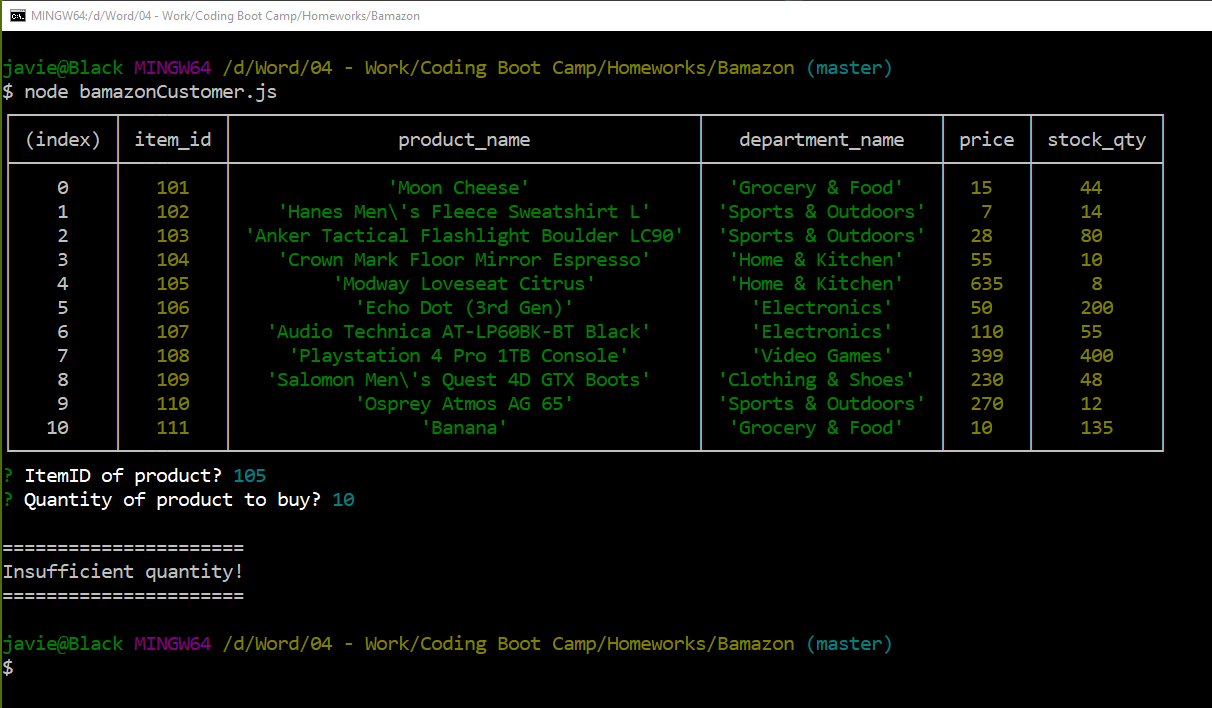 MINGW64:/d/Word/04 - Work/Coding Boot Camp/Homeworks/Bamazon
javie@Black MINGW64 /d/Word/04 - Work/Coding Boot Camp/Homeworks/Bamazon (master)
$ node bamazonCustomer.js
(index) item_id product_name department_name price stock_qty
0 101 'Moon Cheese' 'Grocery & Food' 15 44
1 102 'Hanes Men\'s Fleece Sweatshirt L' 'Sports & Outdoors' 7 14
2 103 'Anker Tactical Flashlight Boulder LC90' 'Sports & Outdoors' 28 80
3 104 'Crown Mark Floor Mirror Espresso' 'Home & Kitchen' 55 10
4 105 'Modway Loveseat Citrus' 'Home & Kitchen' 635 8
5 106 'Echo Dot (3rd Gen)' 'Electronics' 50 200
6 107 'Audio Technica AT-LP60BK-BT Black' 'Electronics' 110 55
7 108 'Playstation 4 Pro 1TB Console' 'Video Games' 399 400
8 109 'Salomon Men\'s Quest 4D GTX Boots' 'Clothing & Shoes' 230 48
9 110 'Osprey Atmos AG 65' 'Sports & Outdoors' 270 12
10 111 'Banana' 'Grocery & Food' 10 135
? ItemID of product? 105
? Quantity of product to buy? 10
======================
Insufficient quantity!
======================
javie@Black MINGW64 /d/Word/04 - Work/Coding Boot Camp/Homeworks/Bamazon (master)
$